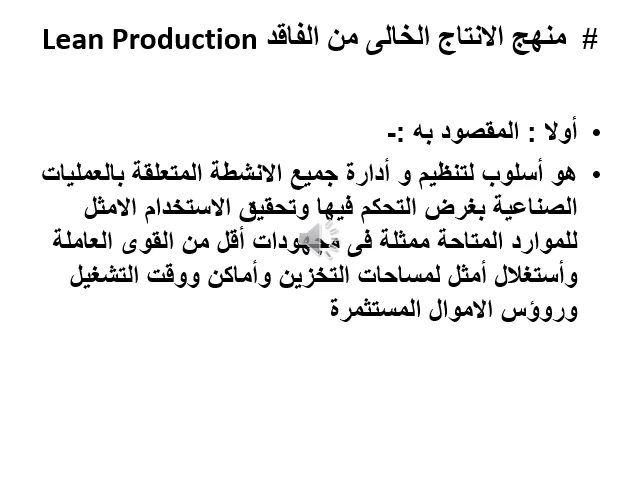 # منهج الانتاج الخالى من الفاقد Lean Production
• أولا : المقصود به :-
• هو أسلوب لتنظيم و أدارة جميع الانشطة المتعلقة بالعمليات
الصناعية بغرض التحكم فيها وتحقيق الاستخدام الامثل
للموارد المتاحة ممثلة فى مجهودات أقل من القوى العاملة
وأستغلال أمثل لمساحات التخزين وأماكن ووقت التشغيل
وروؤس الاموال المستثمرة